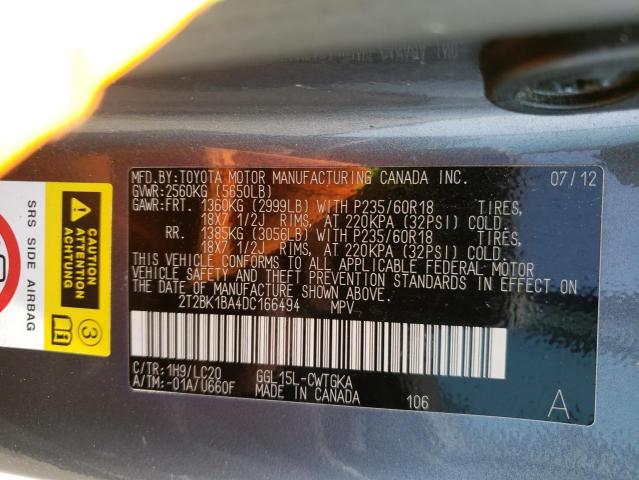 MFD.BY:TOYOTA MOTOR MANUFACTURING CANADA INC. 07/12
GVWR:2560KG (5650LB)
GAWR:FRT. 1360KG (2999LB) WITH P235/60R18 TIRES,
18X7 1/2J RIMS, AT 220KPA (32PSI) COLD.
RR. 1385KG (3056LB) WITH P235/60R18 TIRES,
18X7 1/2J RIMS, AT 220KPA (32PSI) COLD.
THIS VEHICLE CONFORMS TO ALL APPLICABLE FEDERAL MOTOR
VEHICLE SAFETY AND THEFT PREVENTION STANDARDS IN EFFECT ON
THE DATE OF MANUFACTURE SHOWN ABOVE.
2T2BK1BA4DC166494 MPV
C/TR:1H9/LC20 GGL15L-CWTGKA
A/TM:-01A/U660F MADE IN CANADA 106 A
CAUTION / ATTENTION
SRS SIDE AIRBAG
3